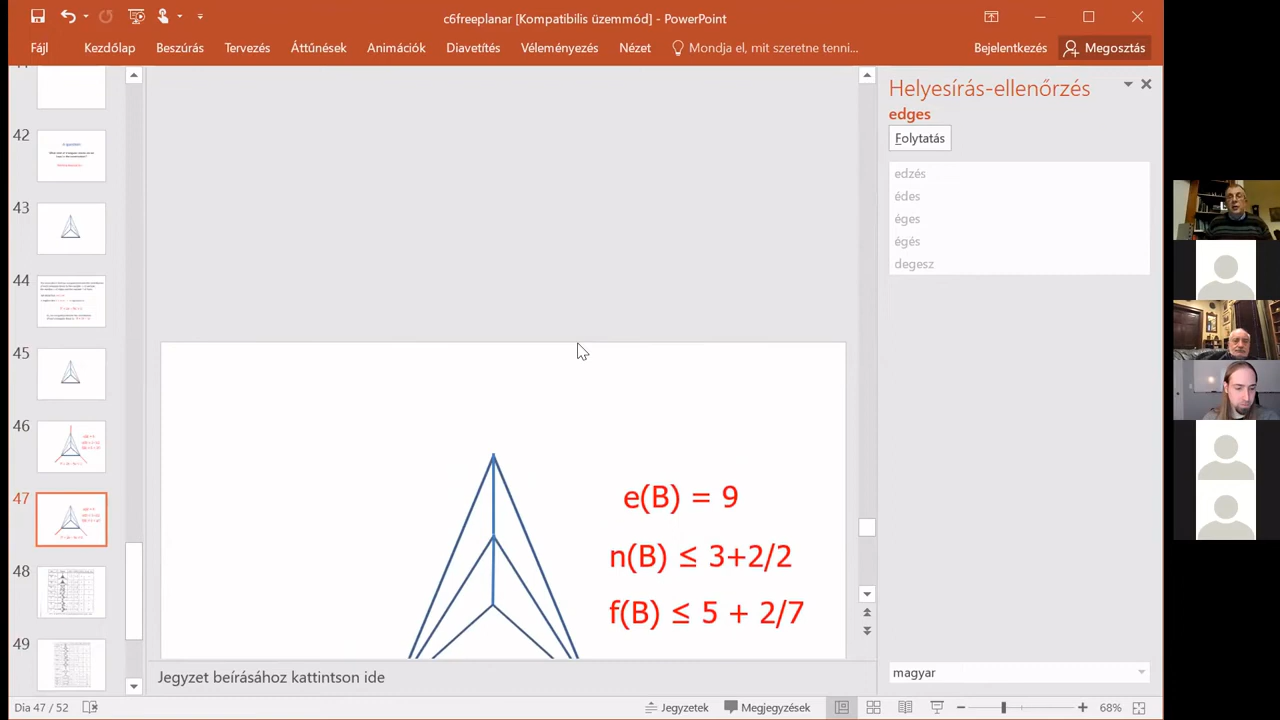 c6freeplanar [Kompatibilis üzemmód] - PowerPoint
Fájl Kezdőlap Beszúrás Tervezés Áttűnések Animációk Diavetítés Véleményezés Nézet Mondja el, mit szeretne tenni... Bejelentkezés Megosztás
42
43
44
45
46
47
48
49
e(B) = 9
n(B) ≤ 3+2/2
f(B) ≤ 5 + 2/7
Jegyzet beírásához kattintson ide
Helyesírás-ellenőrzés
edges
Folytatás
edzés
édes
éges
égés
degesz
magyar
Dia 47 / 52 Jegyzetek Megjegyzések 68%